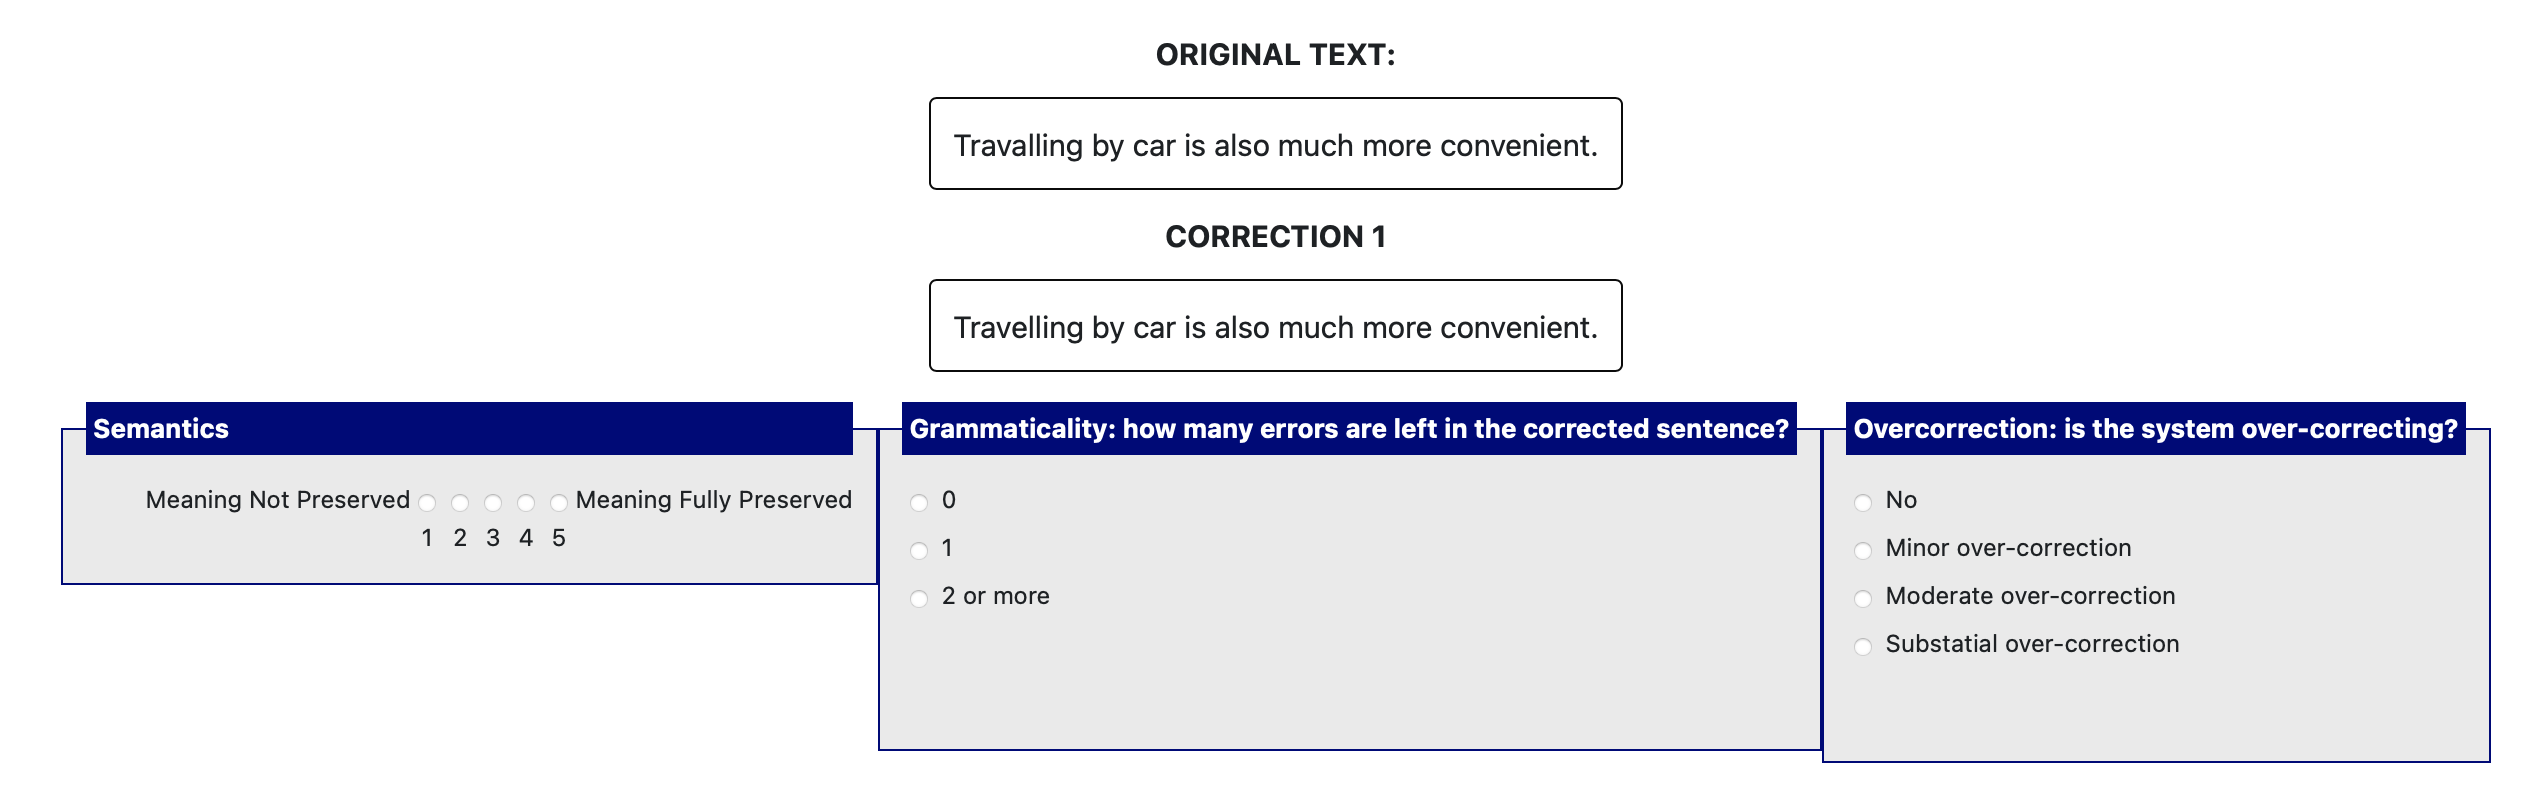 ORIGINAL TEXT:
Travalling by car is also much more convenient.
CORRECTION 1
Travelling by car is also much more convenient.
Semantics
Meaning Not Preserved Meaning Fully Preserved
1 2 3 4 5
Grammaticality: how many errors are left in the corrected sentence?
0
1
2 or more
Overcorrection: is the system over-correcting?
No
Minor over-correction
Moderate over-correction
Substatial over-correction